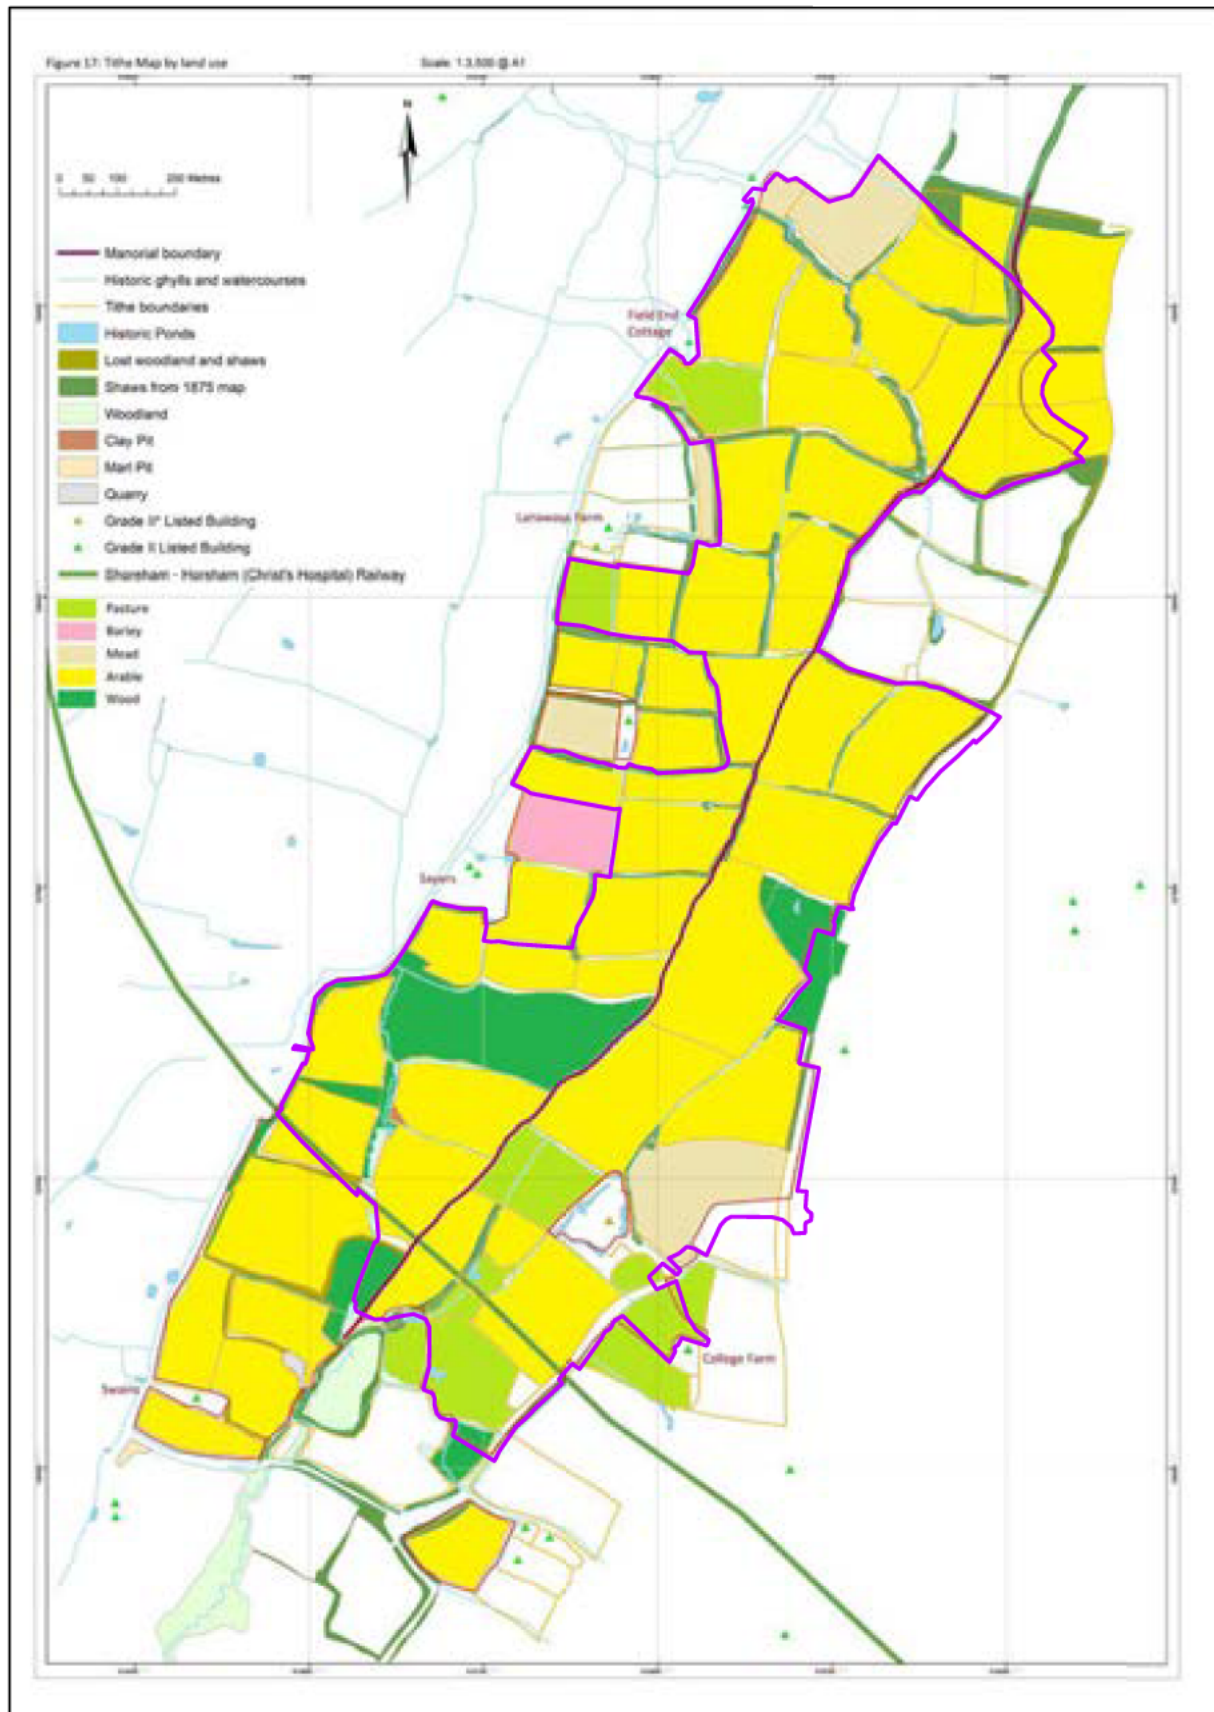 Figure 17: Tithe Map by land use
Scale: 1:3,500 @ A1
N
0 50 100 200 Metres
Manorial boundary
Historic ghylls and watercourses
Tithe boundaries
Historic Ponds
Lost woodland and shaws
Shaws from 1875 map
Woodland
Clay Pit
Marl Pit
Quarry
Grade II* Listed Building
Grade II Listed Building
Shoreham - Horsham (Christ's Hospital) Railway
Pasture
Barley
Mead
Arable
Wood
Field End
Cottage
Farm
Sayers
College Farm
Swains